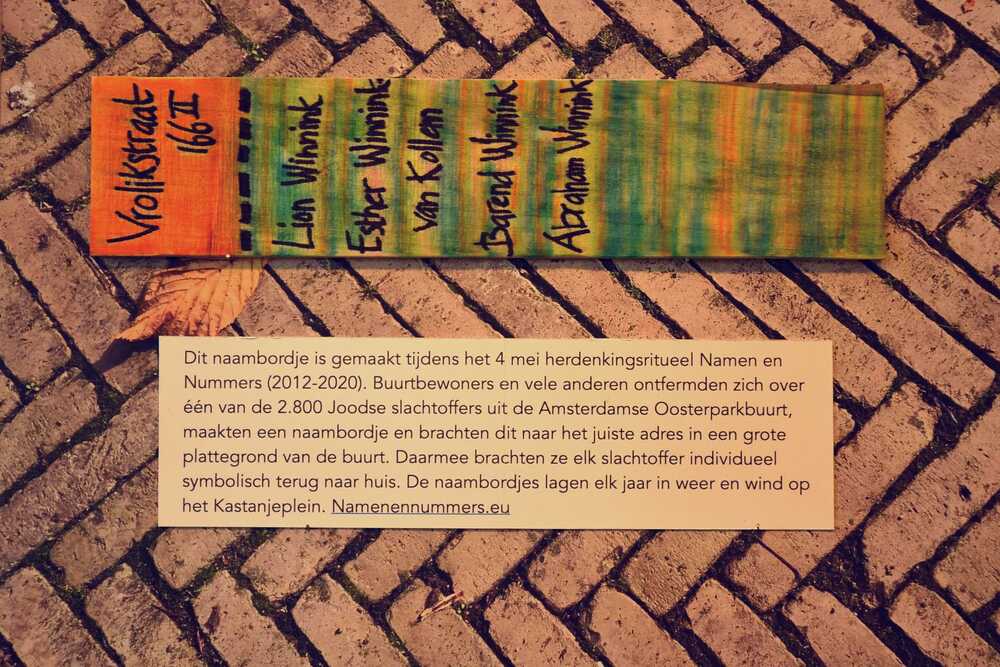 Vrolikstraat
166 II
Lien Winnink
Esther Winnink
van Kollem
Barend Winnink
Abraham Winnink
Dit naambordje is gemaakt tijdens het 4 mei herdenkingsritueel Namen en
Nummers (2012-2020). Buurtbewoners en vele anderen ontfermden zich over
één van de 2.800 Joodse slachtoffers uit de Amsterdamse Oosterparkbuurt,
maakten een naambordje en brachten dit naar het juiste adres in een grote
plattegrond van de buurt. Daarmee brachten ze elk slachtoffer individueel
symbolisch terug naar huis. De naambordjes lagen elk jaar in weer en wind op
het Kastanjeplein. Namenennummers.eu